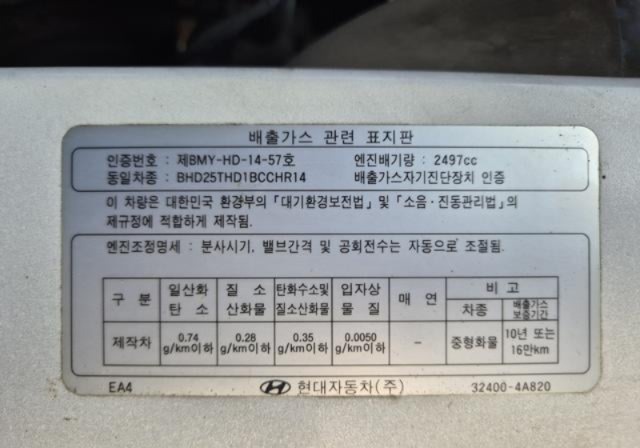 배출가스 관련 표지판
인증번호 : 제8MY-HD-14-57호 엔진배기량 : 2497cc
동일차종 : BHD25THD1BCCHR14 배출가스자기진단장치 인증
이 차량은 대한민국 환경부의 「대기환경보전법」 및 「소음·진동관리법」의
제규정에 적합하게 제작됨.
엔진조정명세 : 분사시기, 밸브간격 및 공회전수는 자동으로 조절됨.
구 분 일산화 탄 소 질 소 산화물 탄화수소및 질소산화물 입자상 물 질 매 연 비 고
차종 배출가스 보증기간
제작차 0.74 g/km이하 0.28 g/km이하 0.35 g/km이하 0.0050 g/km이하 - 중형화물 10년 또는 16만km
EA4 현대자동차(주) 32400-4A820